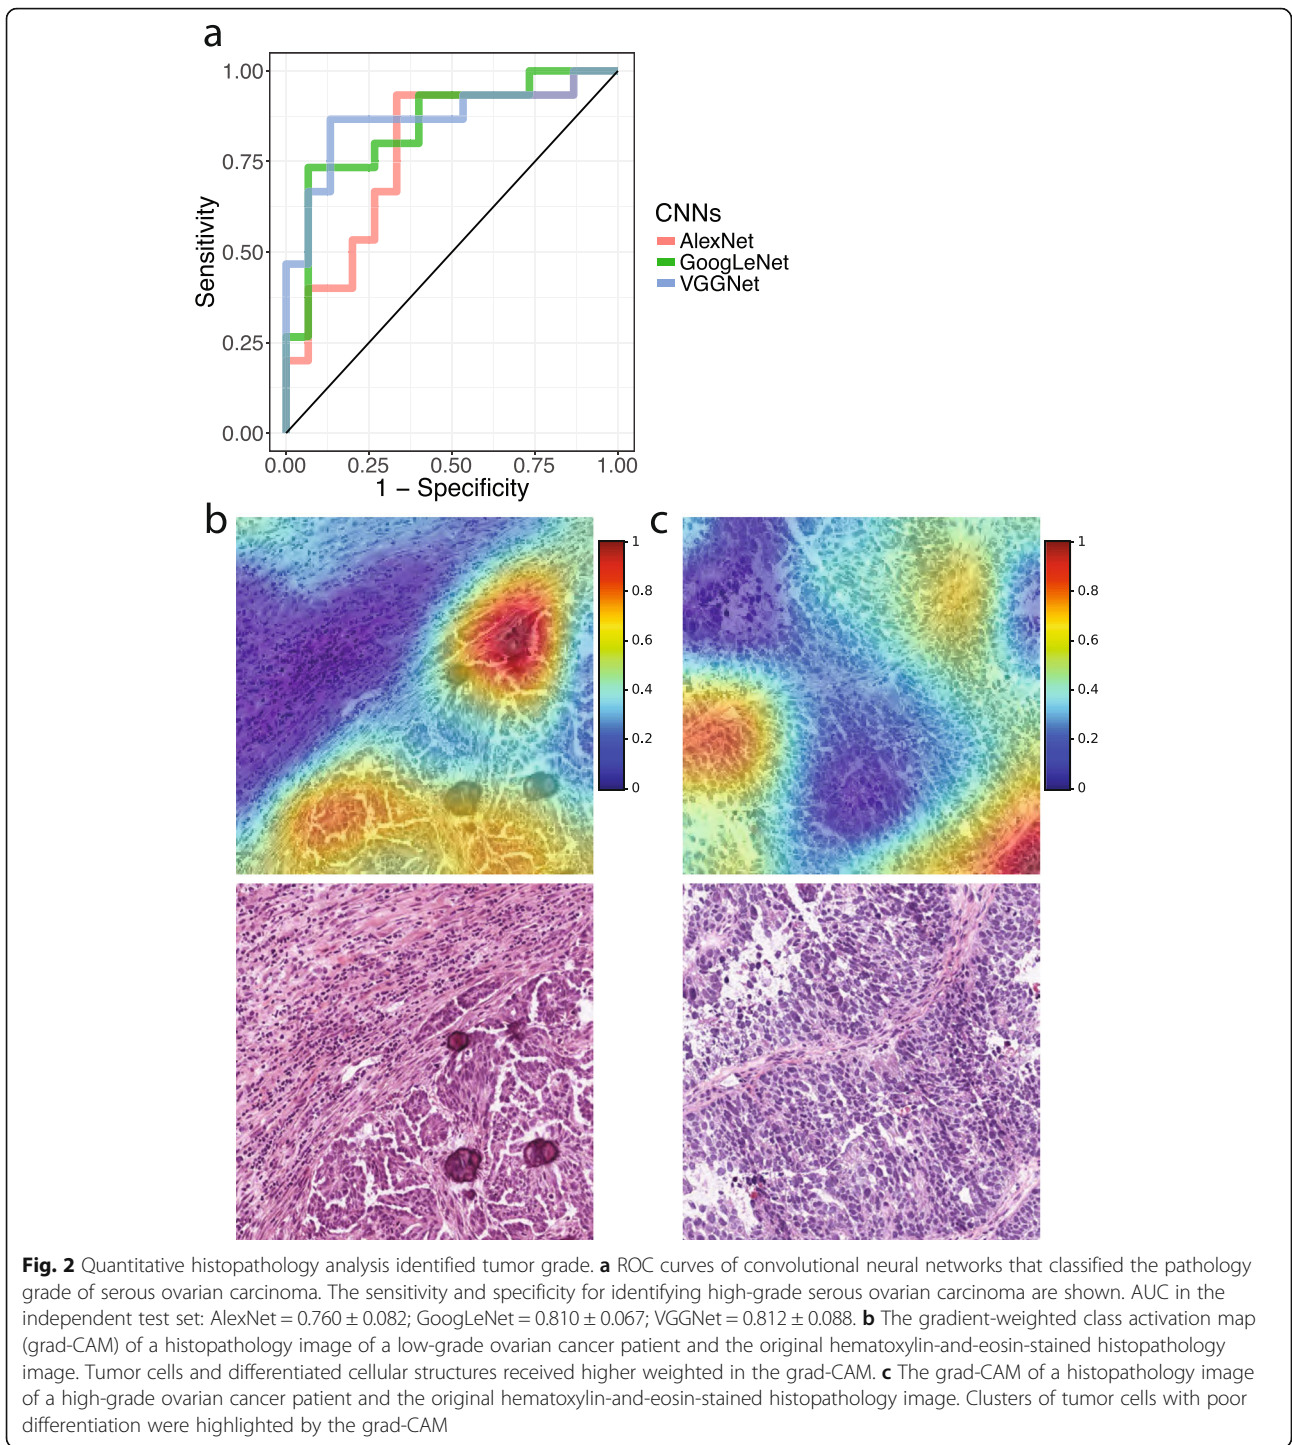 a
1.00
0.75
0.50
0.25
0.00
Sensitivity
0.00 0.25 0.50 0.75 1.00
1 − Specificity
CNNs
AlexNet
GoogLeNet
VGGNet
b
1
0.8
0.6
0.4
0.2
0
c
1
0.8
0.6
0.4
0.2
0
Fig. 2 Quantitative histopathology analysis identified tumor grade. a ROC curves of convolutional neural networks that classified the pathology
grade of serous ovarian carcinoma. The sensitivity and specificity for identifying high-grade serous ovarian carcinoma are shown. AUC in the
independent test set: AlexNet = 0.760 ± 0.082; GoogLeNet = 0.810 ± 0.067; VGGNet = 0.812 ± 0.088. b The gradient-weighted class activation map
(grad-CAM) of a histopathology image of a low-grade ovarian cancer patient and the original hematoxylin-and-eosin-stained histopathology
image. Tumor cells and differentiated cellular structures received higher weighted in the grad-CAM. c The grad-CAM of a histopathology image
of a high-grade ovarian cancer patient and the original hematoxylin-and-eosin-stained histopathology image. Clusters of tumor cells with poor
differentiation were highlighted by the grad-CAM